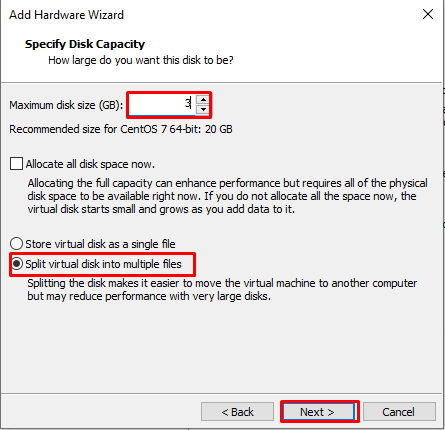 Add Hardware Wizard
Specify Disk Capacity
How large do you want this disk to be?
Maximum disk size (GB): 3
Recommended size for CentOS 7 64-bit: 20 GB
Allocate all disk space now.
Allocating the full capacity can enhance performance but requires all of the physical
disk space to be available right now. If you do not allocate all the space now, the
virtual disk starts small and grows as you add data to it.
Store virtual disk as a single file
Split virtual disk into multiple files
Splitting the disk makes it easier to move the virtual machine to another computer
but may reduce performance with very large disks.
< Back Next > Cancel